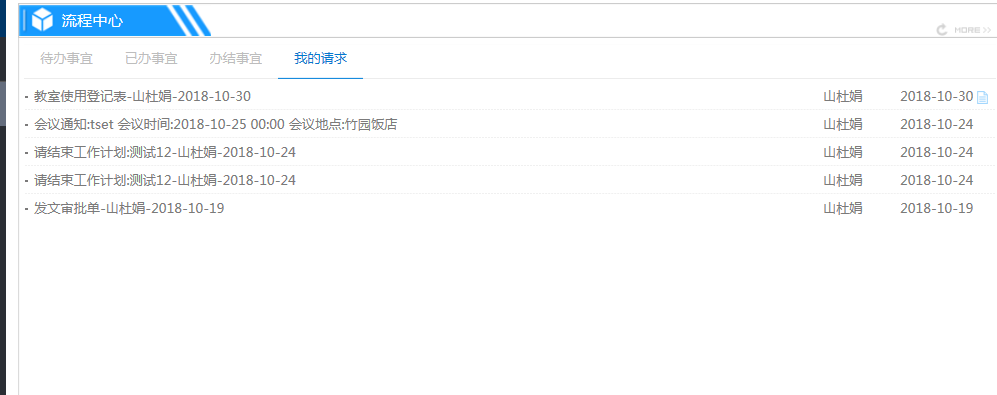 流程中心
MORE >>
待办事宜 已办事宜 办结事宜 我的请求
- 教室使用登记表-山杜娟-2018-10-30 山杜娟 2018-10-30
- 会议通知:tset 会议时间:2018-10-25 00:00 会议地点:竹园饭店 山杜娟 2018-10-24
- 请结束工作计划:测试12-山杜娟-2018-10-24 山杜娟 2018-10-24
- 请结束工作计划:测试12-山杜娟-2018-10-24 山杜娟 2018-10-24
- 发文审批单-山杜娟-2018-10-19 山杜娟 2018-10-19